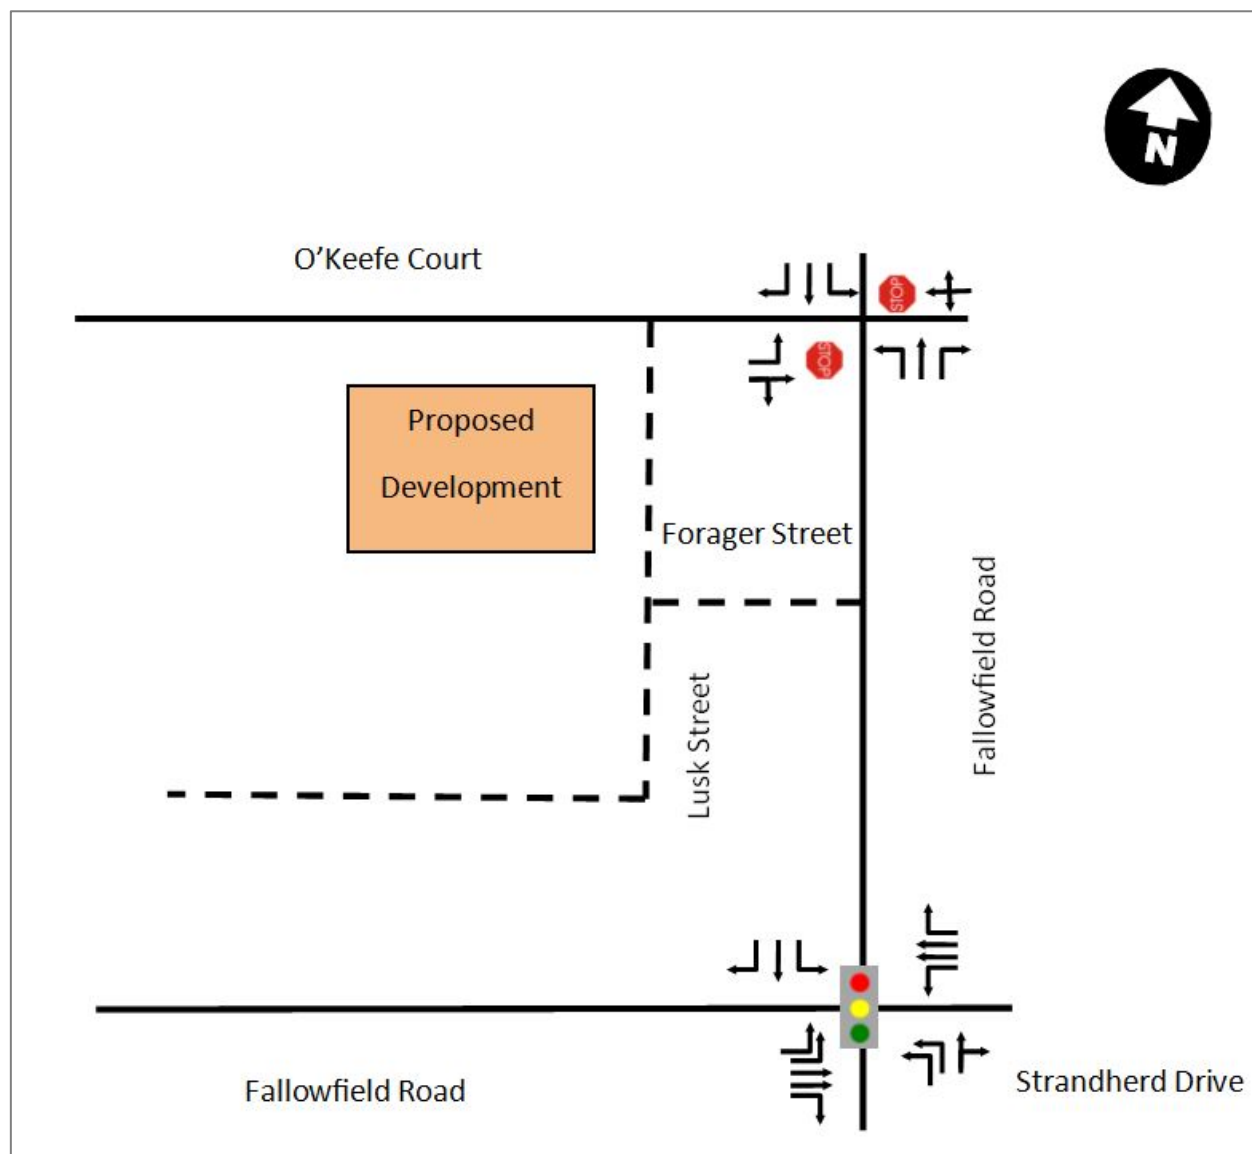 N
O'Keefe Court
STOP
STOP
Proposed
Development
Forager Street
Fallowfield Road
Lusk Street
Fallowfield Road
Strandherd Drive